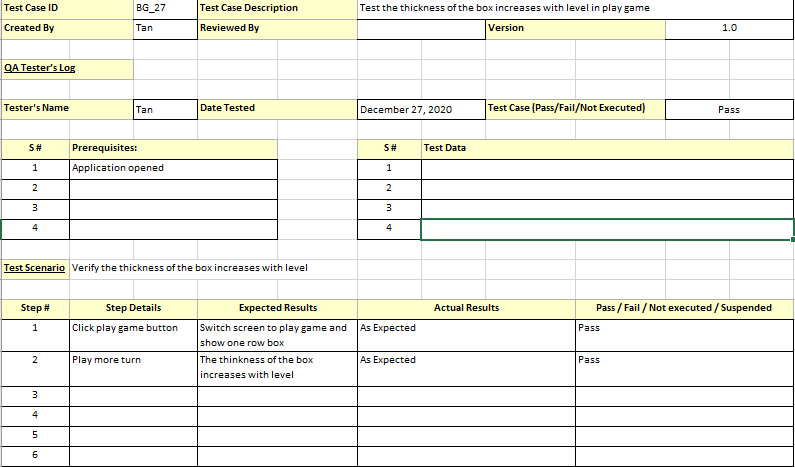 Test Case ID BG_27 Test Case Description Test the thickness of the box increases with level in play game
Created By Tan Reviewed By Version 1.0
QA Tester's Log
Tester's Name Tan Date Tested December 27, 2020 Test Case (Pass/Fail/Not Executed) Pass
S # Prerequisites: S # Test Data
1 Application opened 1
2 2
3 3
4 4
Test Scenario Verify the thickness of the box increases with level
Step # Step Details Expected Results Actual Results Pass / Fail / Not executed / Suspended
1 Click play game button Switch screen to play game and As Expected Pass
show one row box
2 Play more turn The thinkness of the box As Expected Pass
increases with level
3
4
5
6